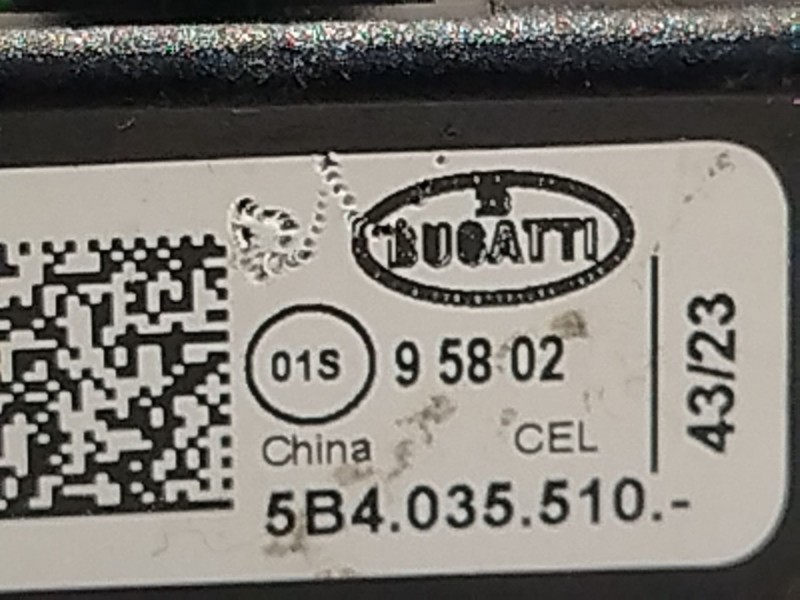 BUGATTI
01S 9 58 02
China CEL
5B4.035.510.-
43/23